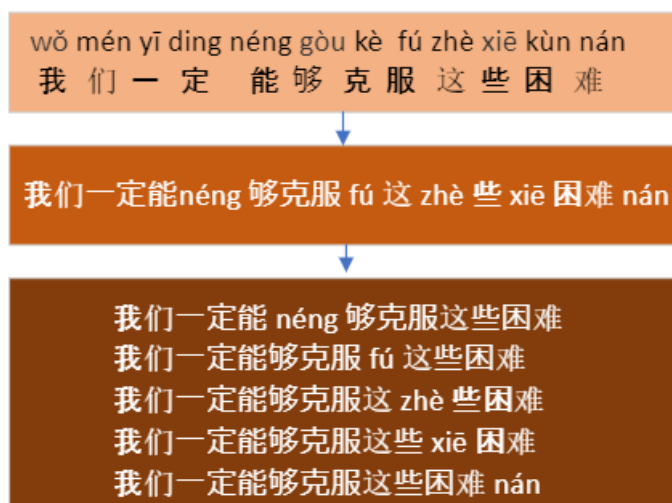 wǒ mén yī ding néng gòu kè fú zhè xiē kùn nán
我 们 一 定 能 够 克 服 这 些 困 难
我们一定能néng 够克服 fú 这 zhè 些 xiē 困难 nán
我们一定能 néng 够克服这些困难
我们一定能够克服 fú 这些困难
我们一定能够克服这 zhè 些困难
我们一定能够克服这些 xiē 困难
我们一定能够克服这些困难 nán